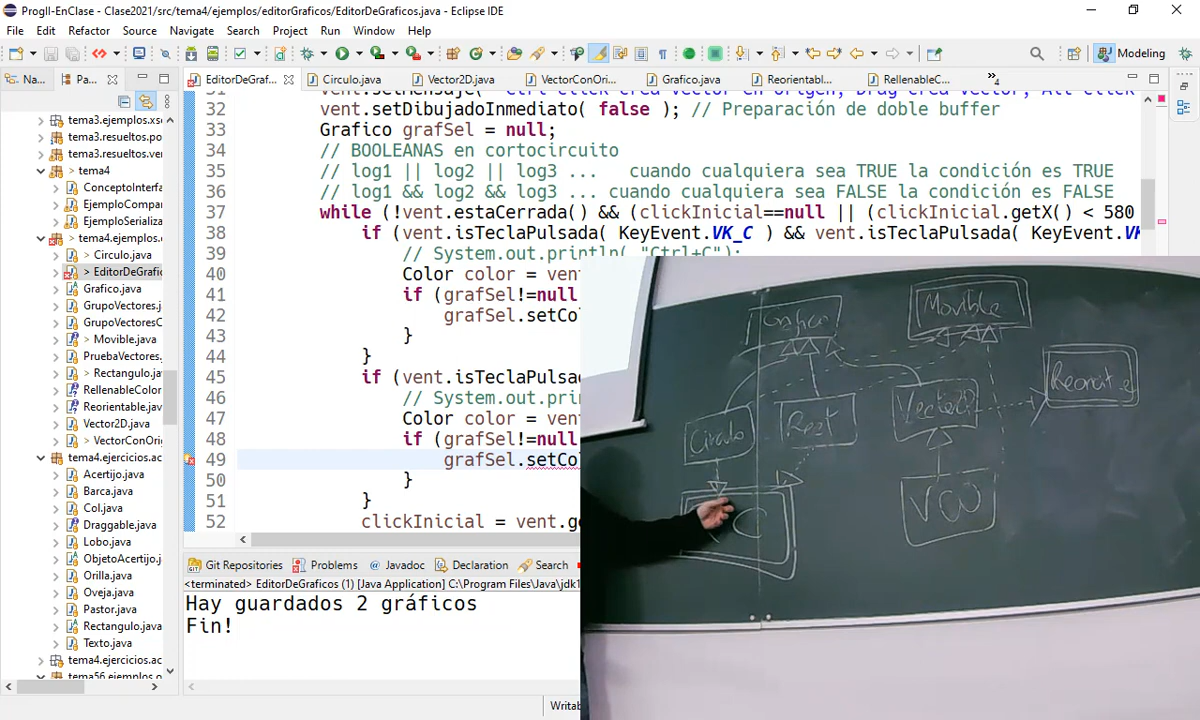 ProgII-EnClase - Clase2021/src/tema4/ejemplos/editorGraficos/EditorDeGraficos.java - Eclipse IDE
File Edit Refactor Source Navigate Search Project Run Window Help
Modeling
Na... Pa...
EditorDeGraf... Circulo.java Vector2D.java VectorConOri... Grafico.java Reorientabl... RellenableC... 4
tema3.ejemplos.xs
tema3.resueltos.po
tema3.resueltos.ver
> tema4
ConceptoInterfa
EjemploCompar
EjemploSerializa
> tema4.ejemplos.
> Circulo.java
> EditorDeGrafic
Grafico.java
GrupoVectores.j
GrupoVectoresC
> Movible.java
PruebaVectores.
> Rectangulo.jav
RellenableColor
Reorientable.jav
Vector2D.java
> VectorConOri
tema4.ejercicios.ac
Acertijo.java
Barca.java
Col.java
Draggable.java
Lobo.java
ObjetoAcertijo.j
Orilla.java
Oveja.java
Pastor.java
Rectangulo.java
Texto.java
tema4.ejercicios.ac
tema56.ejemplos.o
32 vent.setDibujadoInmediato( false ); // Preparación de doble buffer
33 Grafico grafSel = null;
34 // BOOLEANAS en cortocircuito
35 // log1 || log2 || log3 ... cuando cualquiera sea TRUE la condición es TRUE
36 // log1 && log2 && log3 ... cuando cualquiera sea FALSE la condición es FALSE
37 while (!vent.estaCerrada() && (clickInicial==null || (clickInicial.getX() < 580
38 if (vent.isTeclaPulsada( KeyEvent.VK_C ) && vent.isTeclaPulsada( KeyEvent.VK
39 // System.out.println( "Ctrl+C");
40 Color color = vent
41 if (grafSel!=null
42 grafSel.setCol
43 }
44 }
45 if (vent.isTeclaPulsa
46 // System.out.prin
47 Color color = vent
48 if (grafSel!=null
49 grafSel.setCol
50 }
51 }
52 clickInicial = vent.ge
Git Repositories Problems Javadoc Declaration Search
<terminated> EditorDeGraficos (1) [Java Application] C:\Program Files\Java\jdk1
Hay guardados 2 gráficos
Fin!
Writab
Grafico
Movible
Circulo
Rect
Vector2D
VCO
C